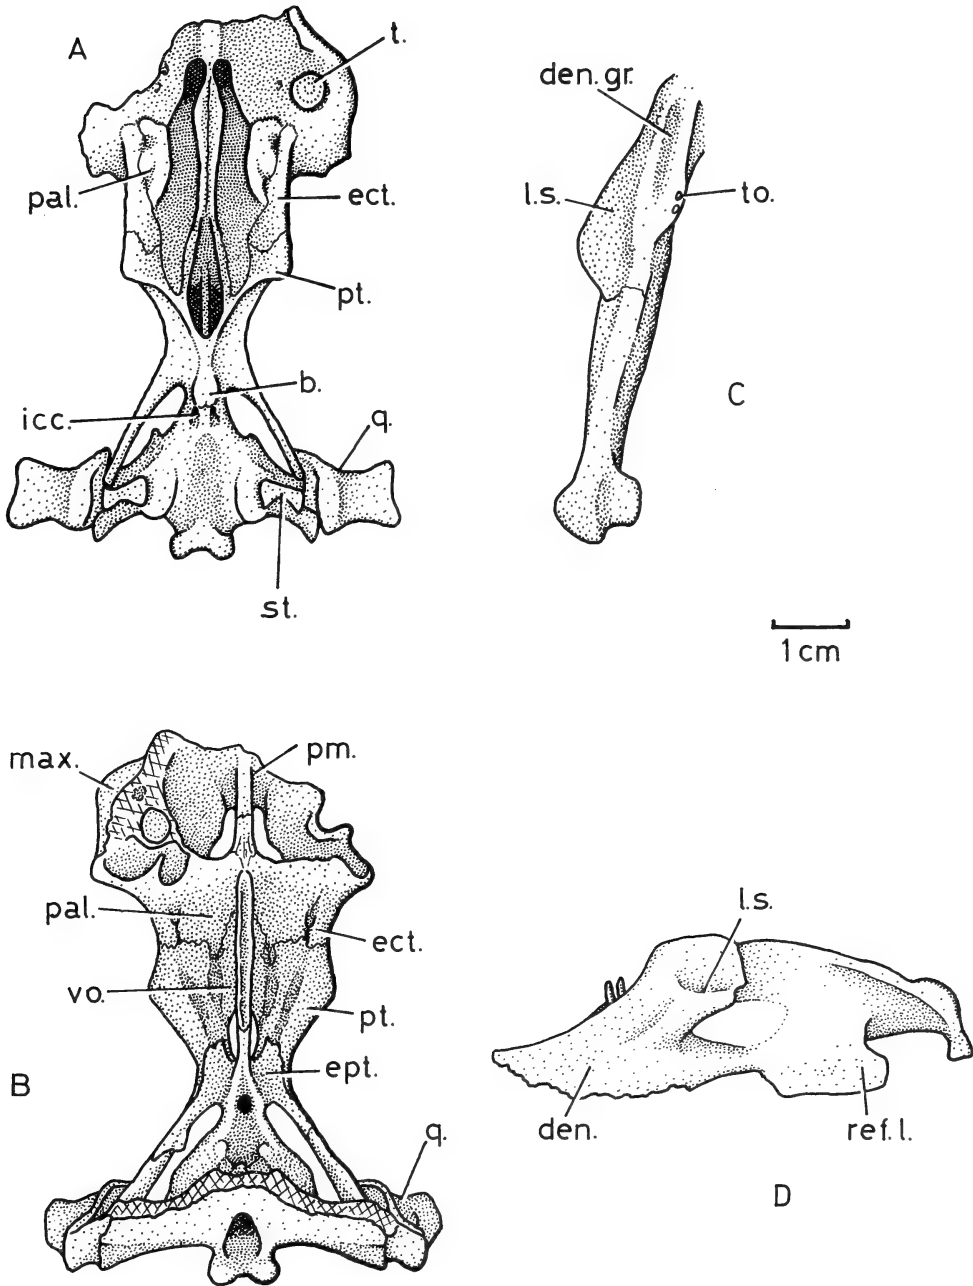 A
t.
pal.
ect.
pt.
b.
icc.
q.
st.
den.gr.
l.s.
to.
C
1 cm
max.
pm.
pal.
ect.
vo.
pt.
ept.
B
q.
l.s.
den.
ref.l.
D